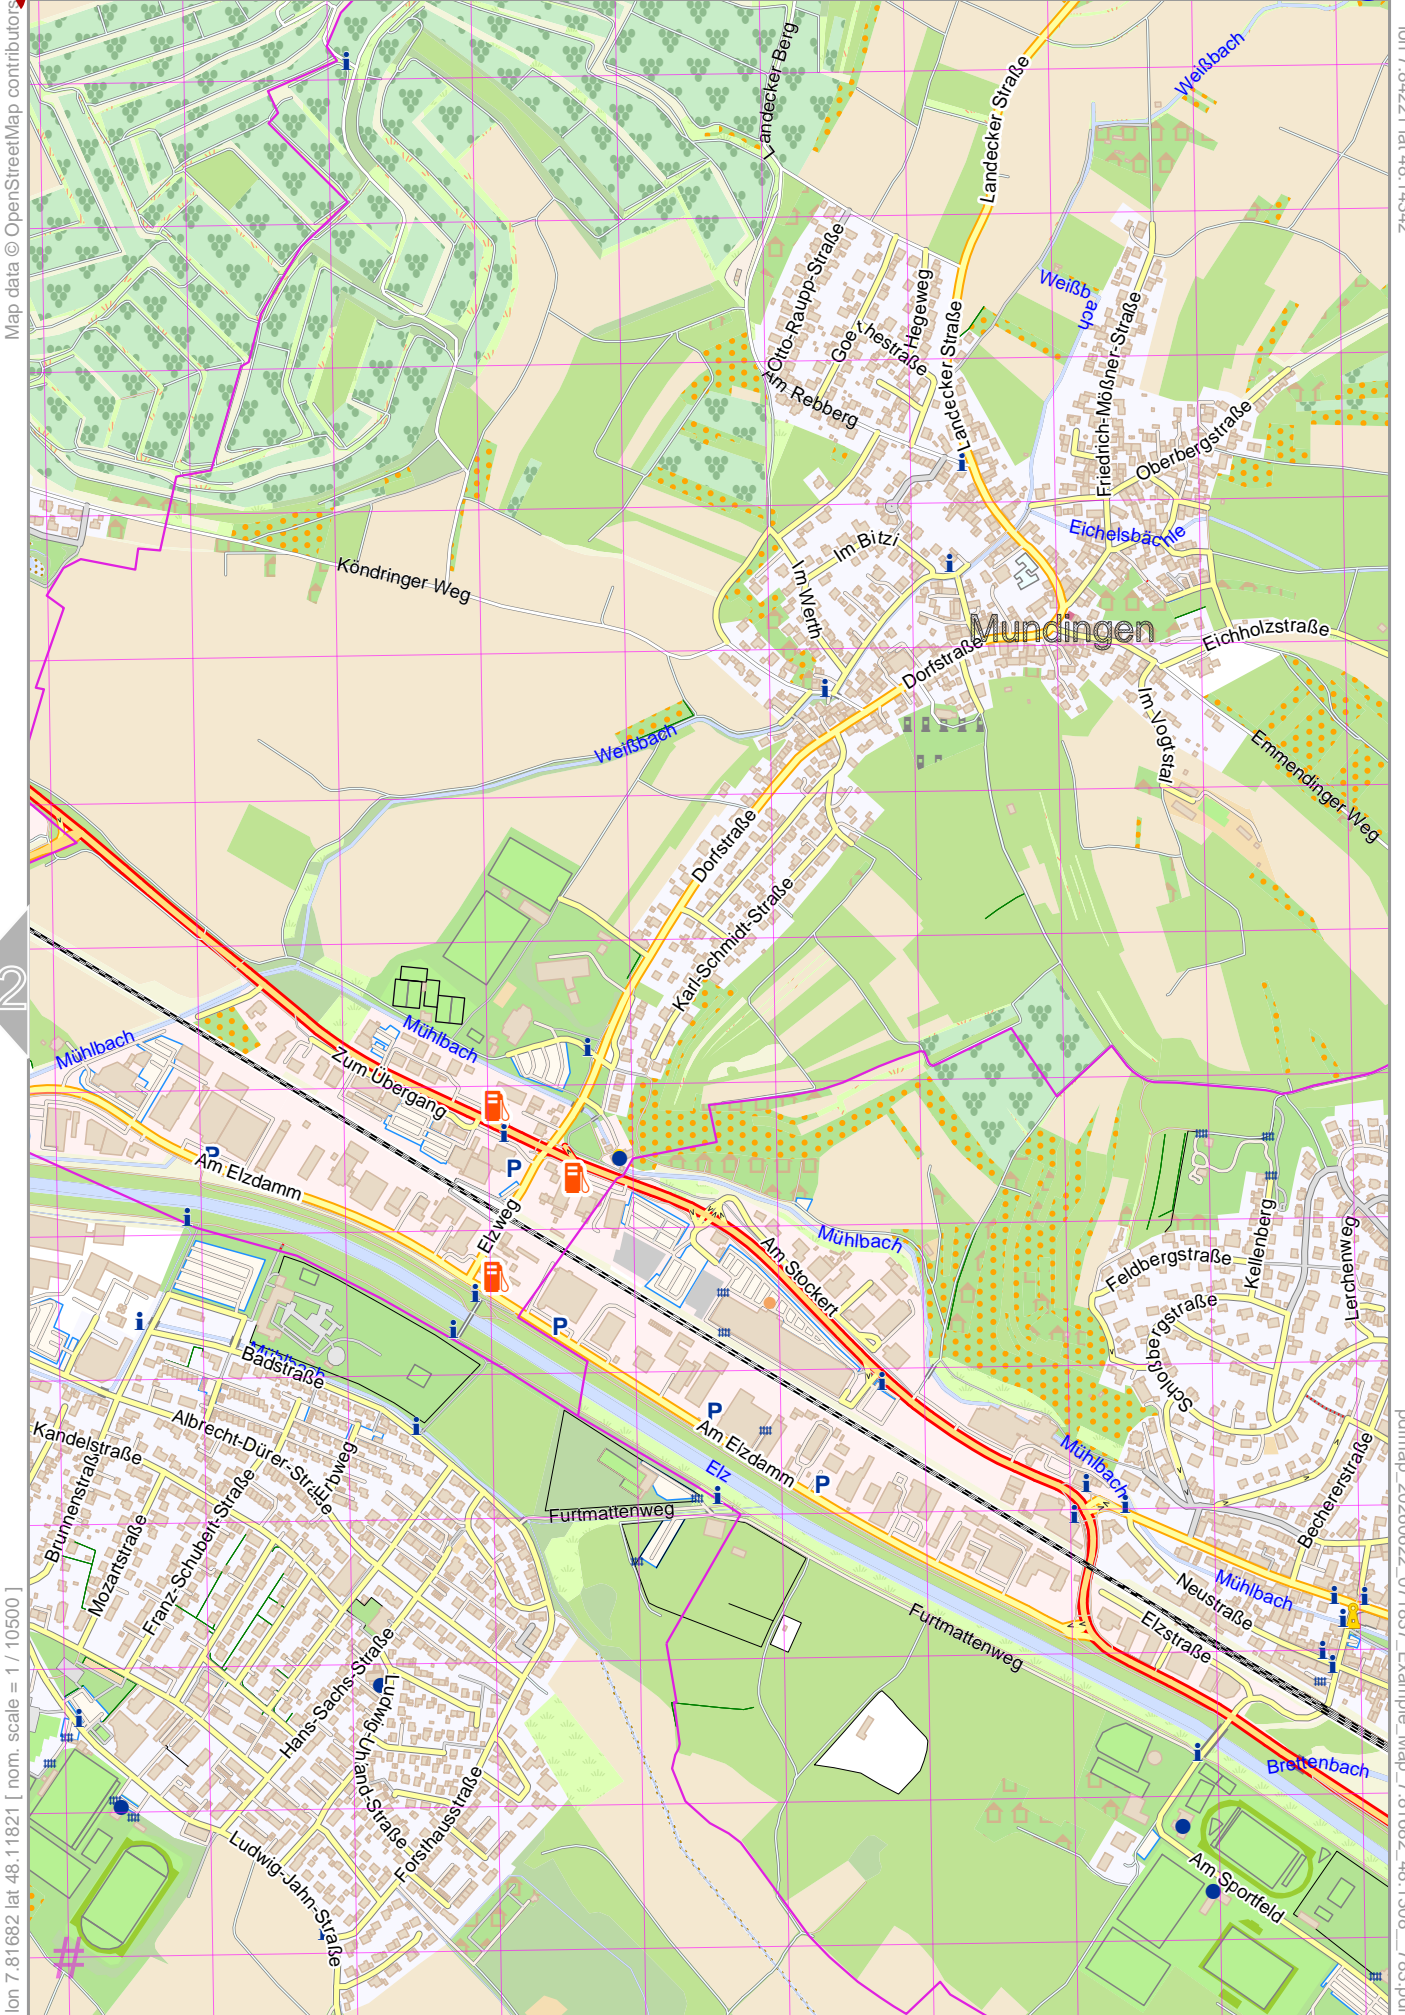 Map data © OpenStreetMap contributors
Landecker Berg
Landecker Straße
Weißbach
Otto-Raupp-Straße
Goethestraße
Hegeweg
Landecker Straße
Weißbach
Friedrich-Mößner-Straße
Am Rebberg
Oberbergstraße
Im Bitzi
Eichelsbächle
Köndringer Weg
Im Werth
Mundingen
Eichholzstraße
Dorfstraße
Im Vogtstal
Weißbach
Emmendinger Weg
Dorfstraße
Karl-Schmidt-Straße
2
Mühlbach
Mühlbach
Zum Übergang
P
P
Am Elzdamm
Elzweg
Mühlbach
Am Stockert
Feldbergstraße
Kellenberg
Lerchenweg
Schloßbergstraße
P
Mühlbach
Badstraße
P
Albrecht-Dürer-Straße
Kandelstraße
Erbweg
Am Elzdamm
Elz
P
Mühlbach
Brunnenstraße
Mozartstraße
Franz-Schubert-Straße
Furtmattenweg
Bechererstraße
Mühlbach
Neustraße
Elzstraße
Furtmattenweg
Hans-Sachs-Straße
Ludwig-Uhland-Straße
Forsthausstraße
Brettenbach
Ludwig-Jahn-Straße
Am Sportfeld
#
lon 7.81682 lat 48.11821 [ nom. scale = 1 / 10500 ]